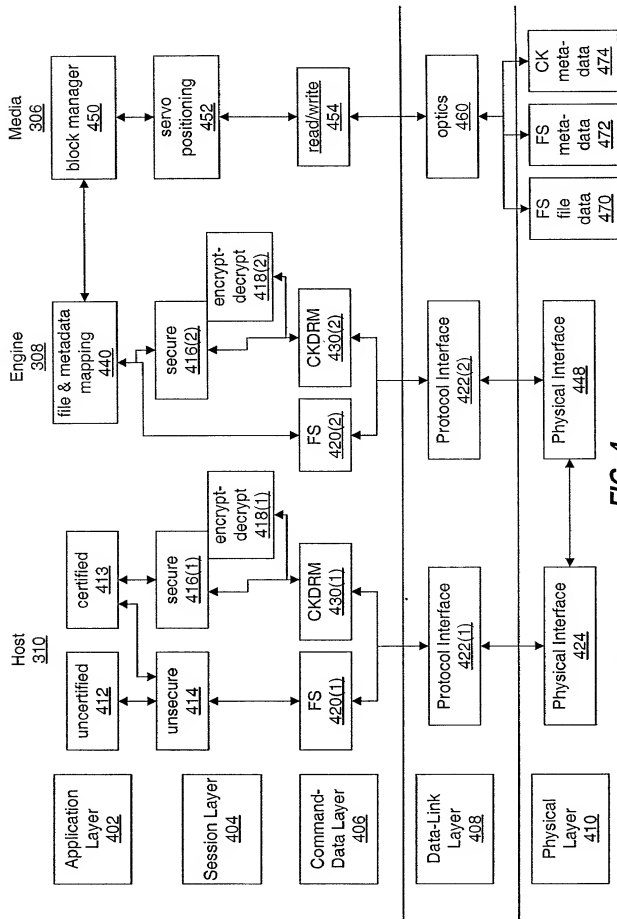 Host
310
Engine
308
Media
306
Application
Layer
402
uncertified
412
certified
413
file & metadata
mapping
440
block manager
450
Session Layer
404
unsecure
414
secure
416(1)
encrypt-
decrypt
418(1)
secure
416(2)
encrypt-
decrypt
418(2)
servo
positioning
452
Command-
Data Layer
406
FS
420(1)
CKDRM
430(1)
FS
420(2)
CKDRM
430(2)
read/write
454
Data-Link
Layer
408
Protocol Interface
422(1)
Protocol Interface
422(2)
optics
460
Physical
Layer
410
Physical Interface
424
Physical Interface
448
FS
file
data
470
FS
meta-
data
472
CK
meta-
data
474